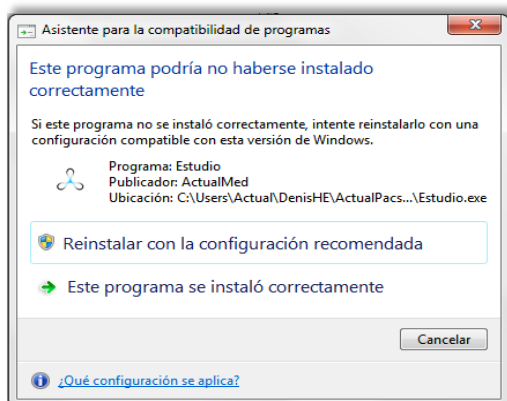 Asistente para la compatibilidad de programas
Este programa podría no haberse instalado
correctamente
Si este programa no se instaló correctamente, intente reinstalarlo con una
configuración compatible con esta versión de Windows.
Programa: Estudio
Publicador: ActualMed
Ubicación: C:\Users\Actual\DenisHE\ActualPacs...\Estudio.exe
Reinstalar con la configuración recomendada
Este programa se instaló correctamente
Cancelar
¿Qué configuración se aplica?